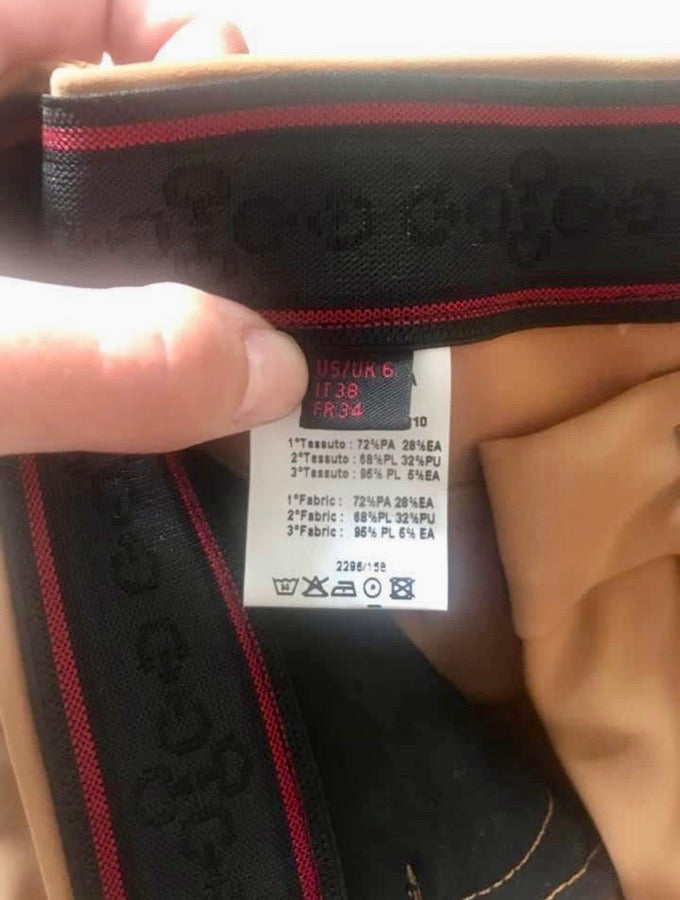 US/UK 6
IT 38
FR 34
10
1°Tessuto : 72%PA 28%EA
2°Tessuto : 68%PL 32%PU
3°Tessuto : 95% PL 5%EA
1°Fabric : 72%PA 28%EA
2°Fabric : 68%PL 32%PU
3°Fabric : 95% PL 5% EA
2296/158